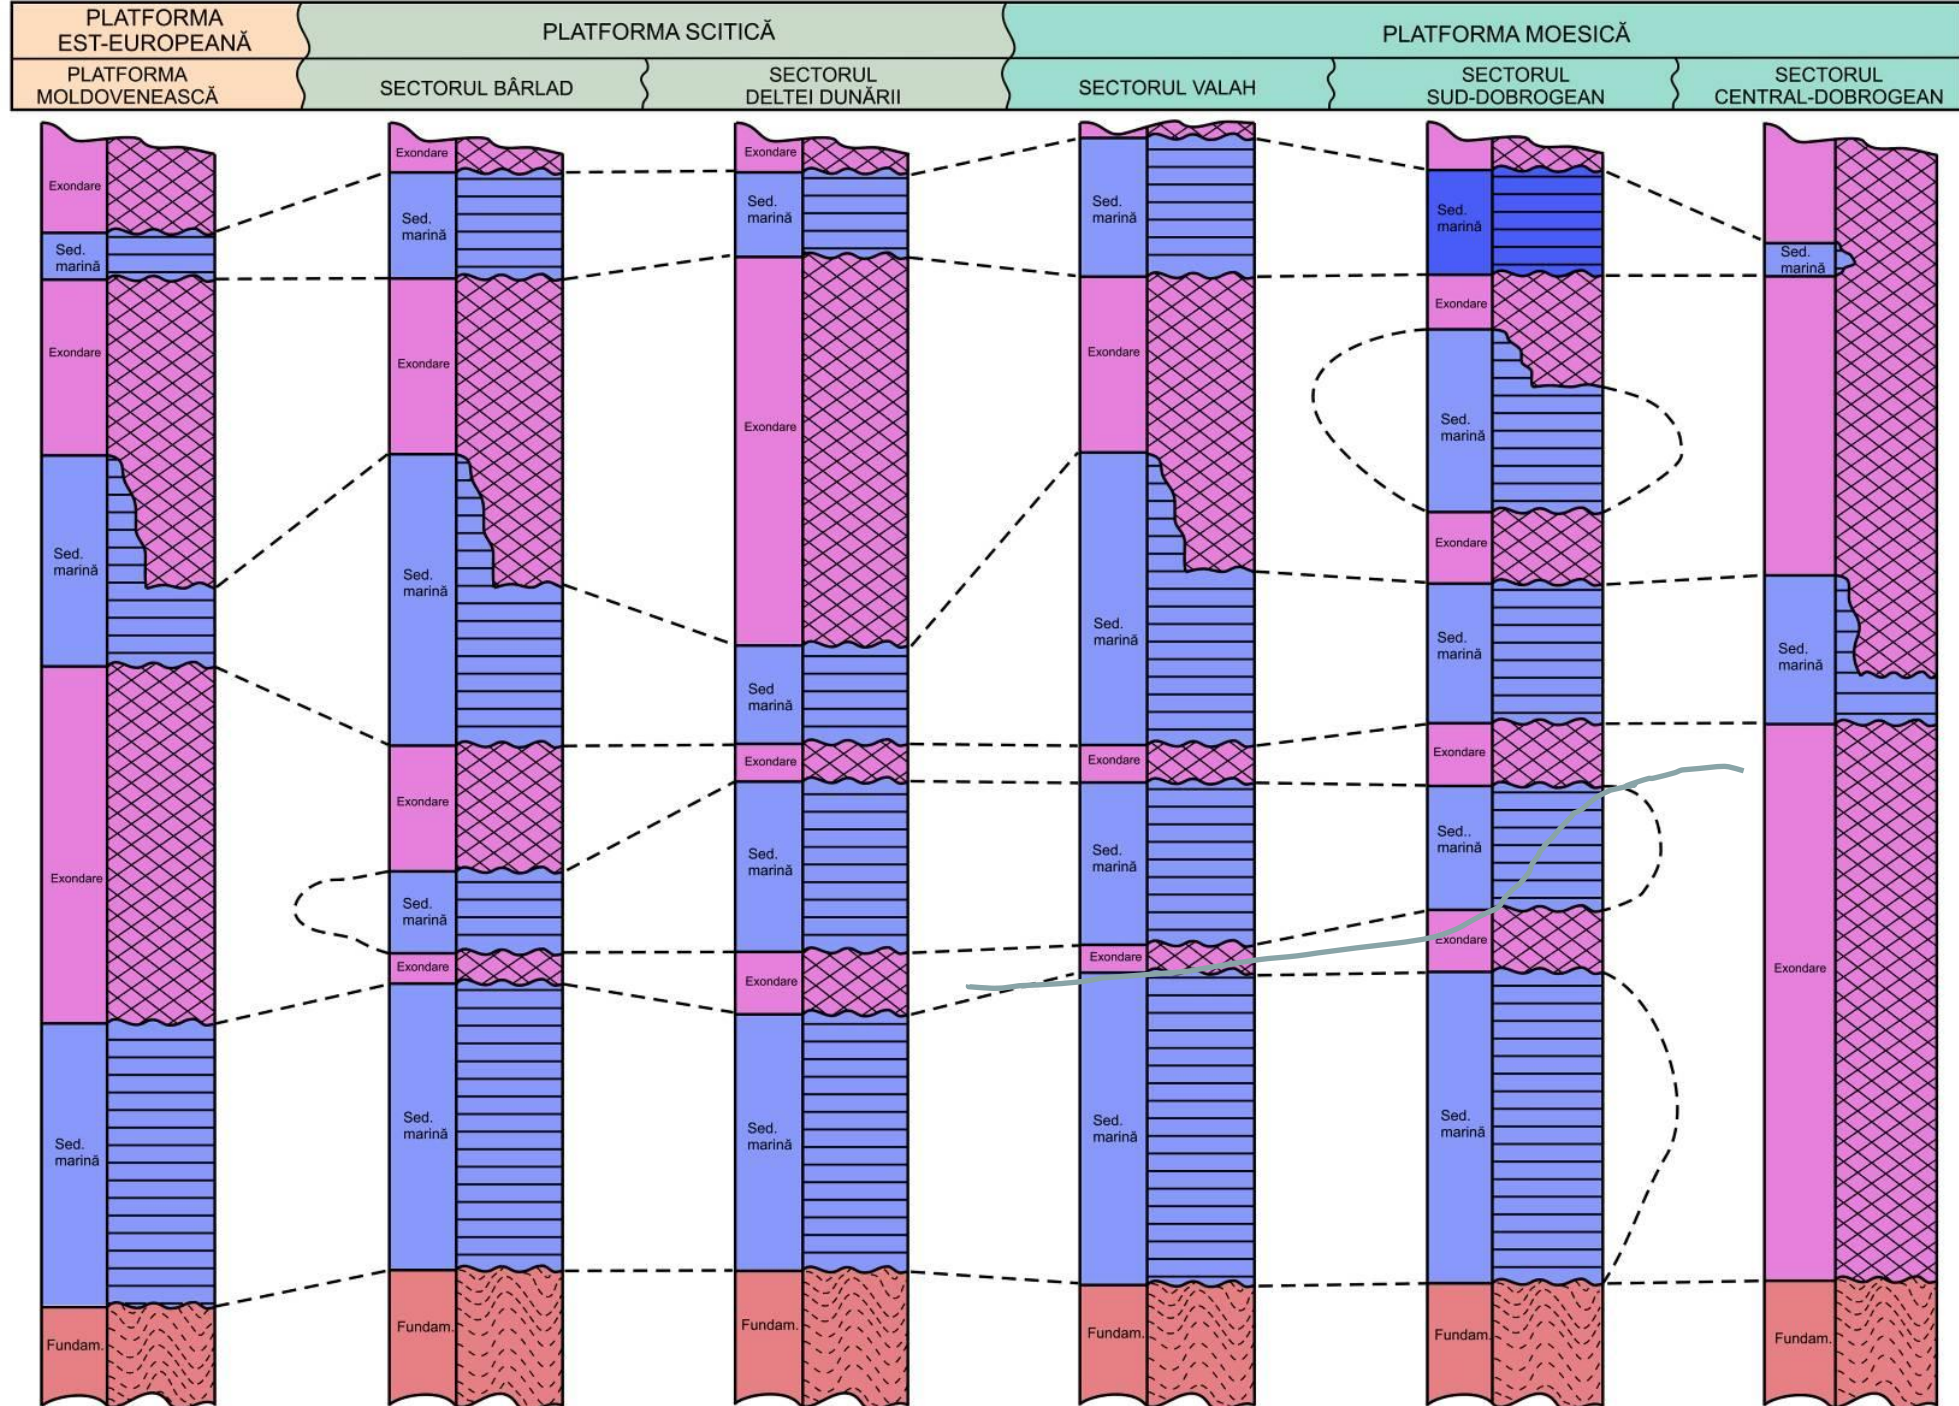 PLATFORMA
EST-EUROPEANĂ
PLATFORMA SCITICĂ
PLATFORMA MOESICĂ
PLATFORMA
MOLDOVENEASCĂ
SECTORUL BÂRLAD
SECTORUL
DELTEI DUNĂRII
SECTORUL VALAH
SECTORUL
SUD-DOBROGEAN
SECTORUL
CENTRAL-DOBROGEAN
Exondare
Sed.
marină
Exondare
Sed.
marină
Exondare
Sed.
marină
Fundam.
Exondare
Sed.
marină
Exondare
Sed.
marină
Exondare
Sed.
marină
Exondare
Sed.
marină
Fundam.
Exondare
Sed.
marină
Exondare
Sed
marină
Exondare
Sed.
marină
Exondare
Sed.
marină
Fundam.
Sed.
marină
Exondare
Sed.
marină
Exondare
Sed.
marină
Exondare
Sed.
marină
Fundam.
Sed.
marină
Exondare
Sed.
marină
Exondare
Sed.
marină
Exondare
Sed..
marină
Exondare
Sed.
marină
Fundam.
Sed.
marină
Sed.
marină
Exondare
Fundam.